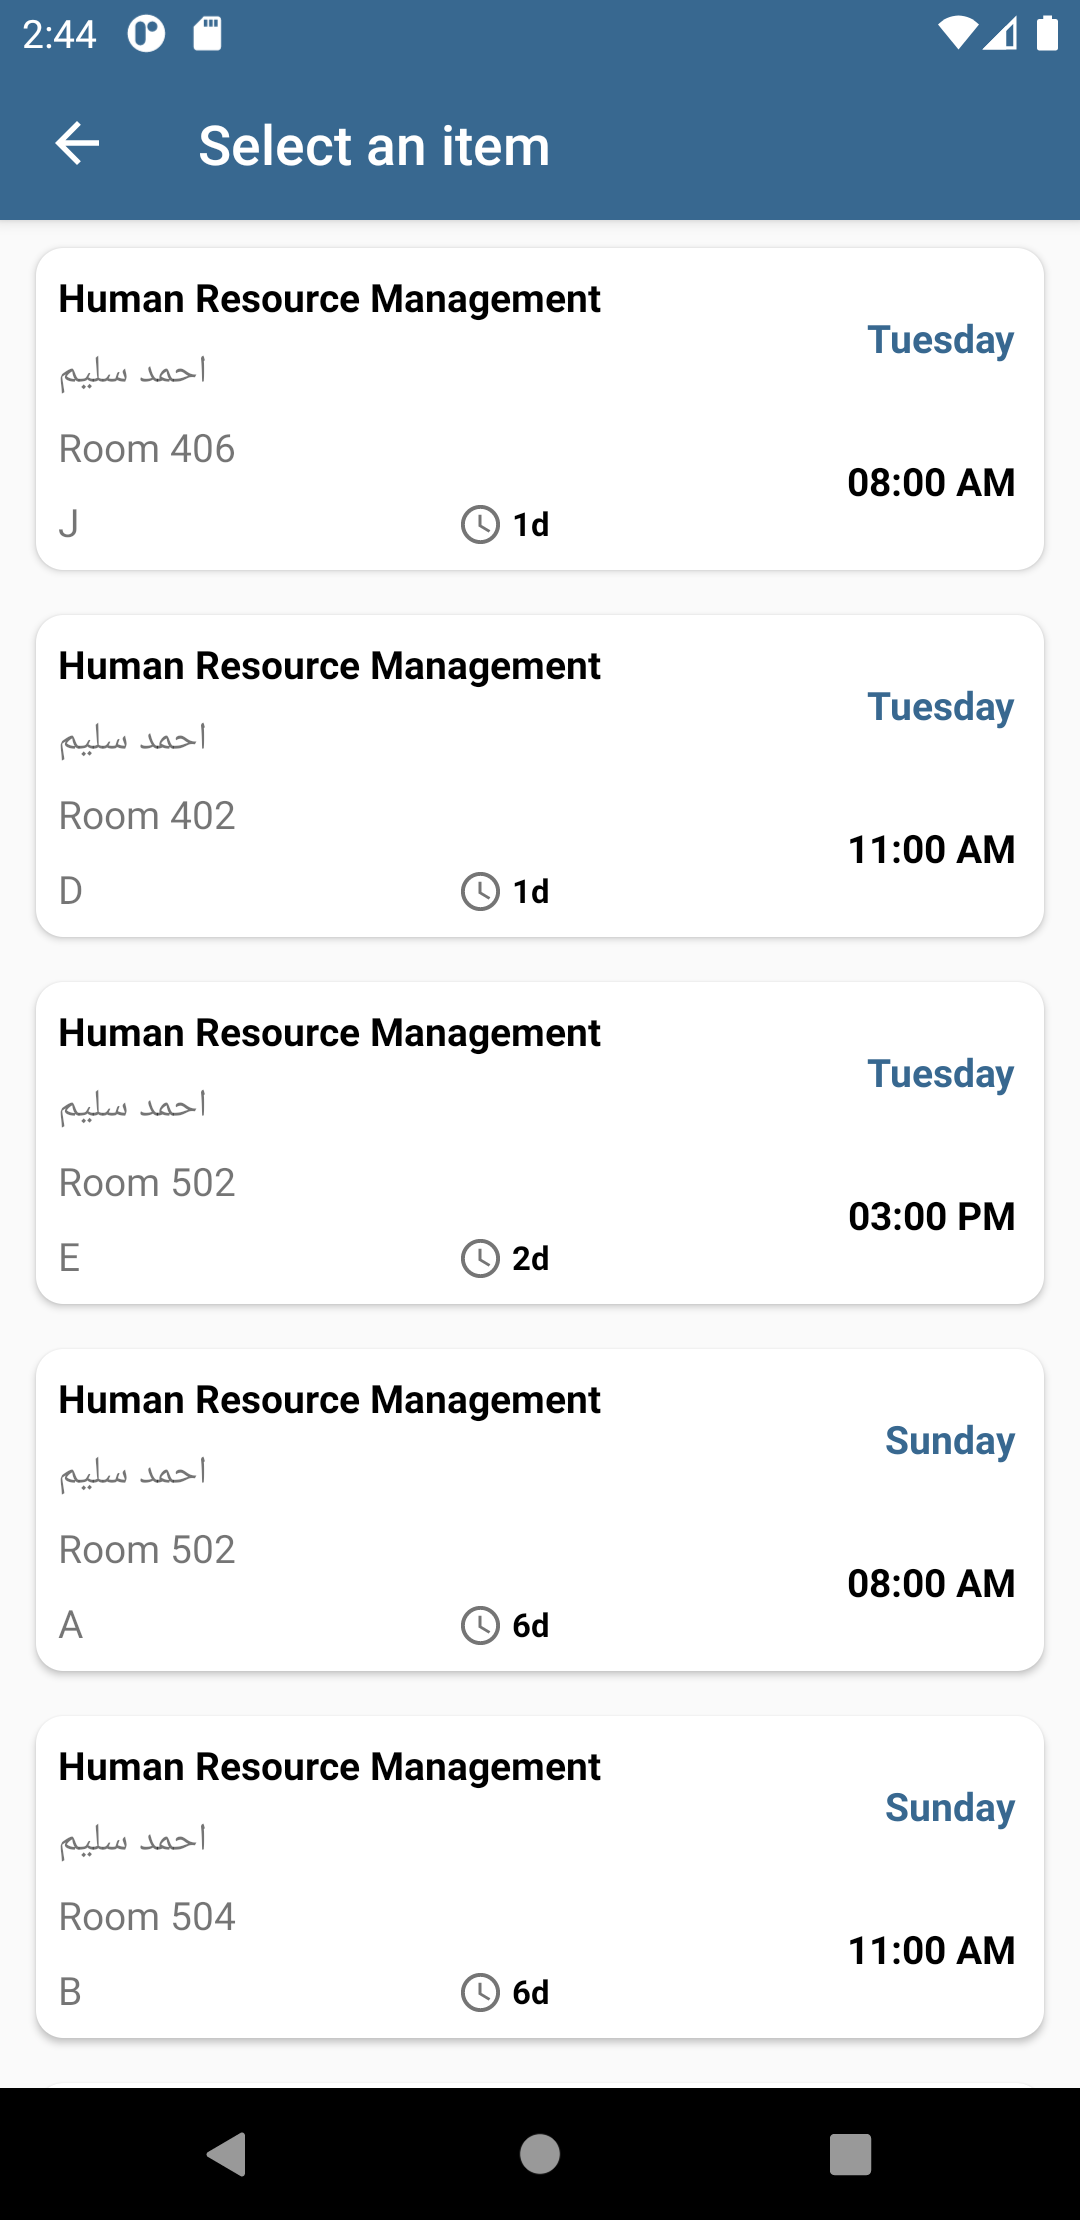 2:44
Select an item
Human Resource Management
Tuesday
احمد سليم
Room 406
08:00 AM
J
1d
Human Resource Management
Tuesday
احمد سليم
Room 402
11:00 AM
D
1d
Human Resource Management
Tuesday
احمد سليم
Room 502
03:00 PM
E
2d
Human Resource Management
Sunday
احمد سليم
Room 502
08:00 AM
A
6d
Human Resource Management
Sunday
احمد سليم
Room 504
11:00 AM
B
6d